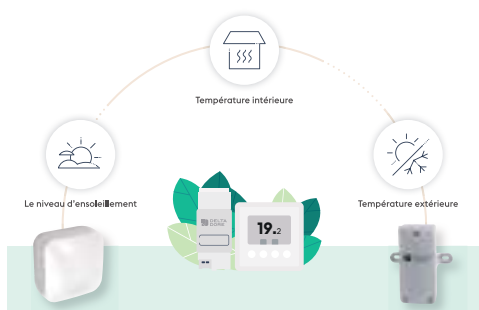 Température intérieure
Le niveau d'ensoleillement
Température extérieure
DELTA
DORE
19.2